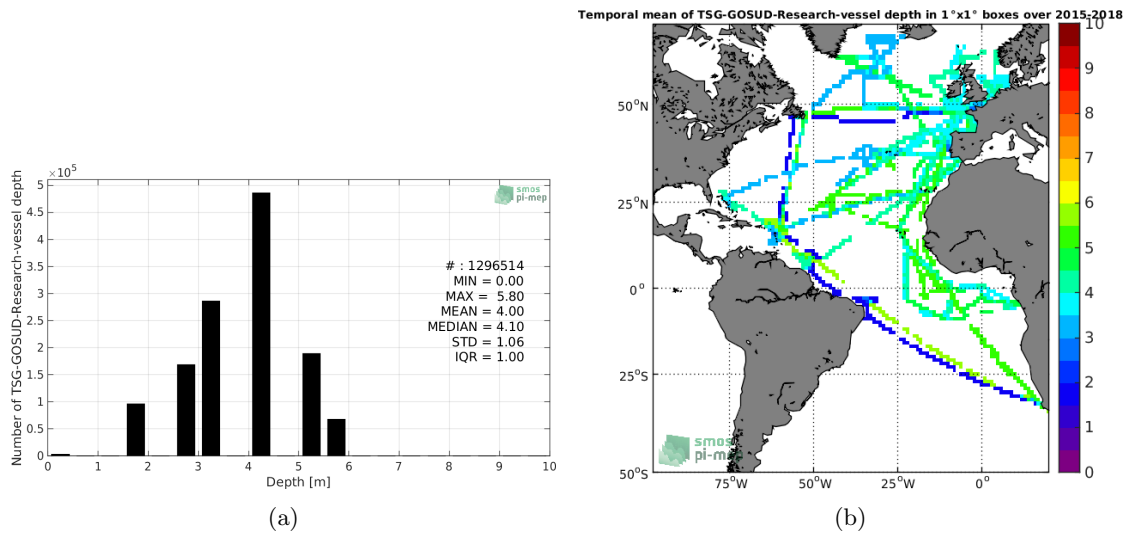 Temporal mean of TSG-GOSUD-Research-vessel depth in 1°x1° boxes over 2015-2018
×10⁵
Number of TSG-GOSUD-Research-vessel depth
5
4.5
4
3.5
3
2.5
2
1.5
1
0.5
0
0 1 2 3 4 5 6 7 8 9 10
Depth [m]
smos
pi-mep
# : 1296514
MIN = 0.00
MAX = 5.80
MEAN = 4.00
MEDIAN = 4.10
STD = 1.06
IQR = 1.00
(a)
50°N
25°N
0°
25°S
50°S
75°W 50°W 25°W 0°
smos
pi-mep
10
9
8
7
6
5
4
3
2
1
0
(b)